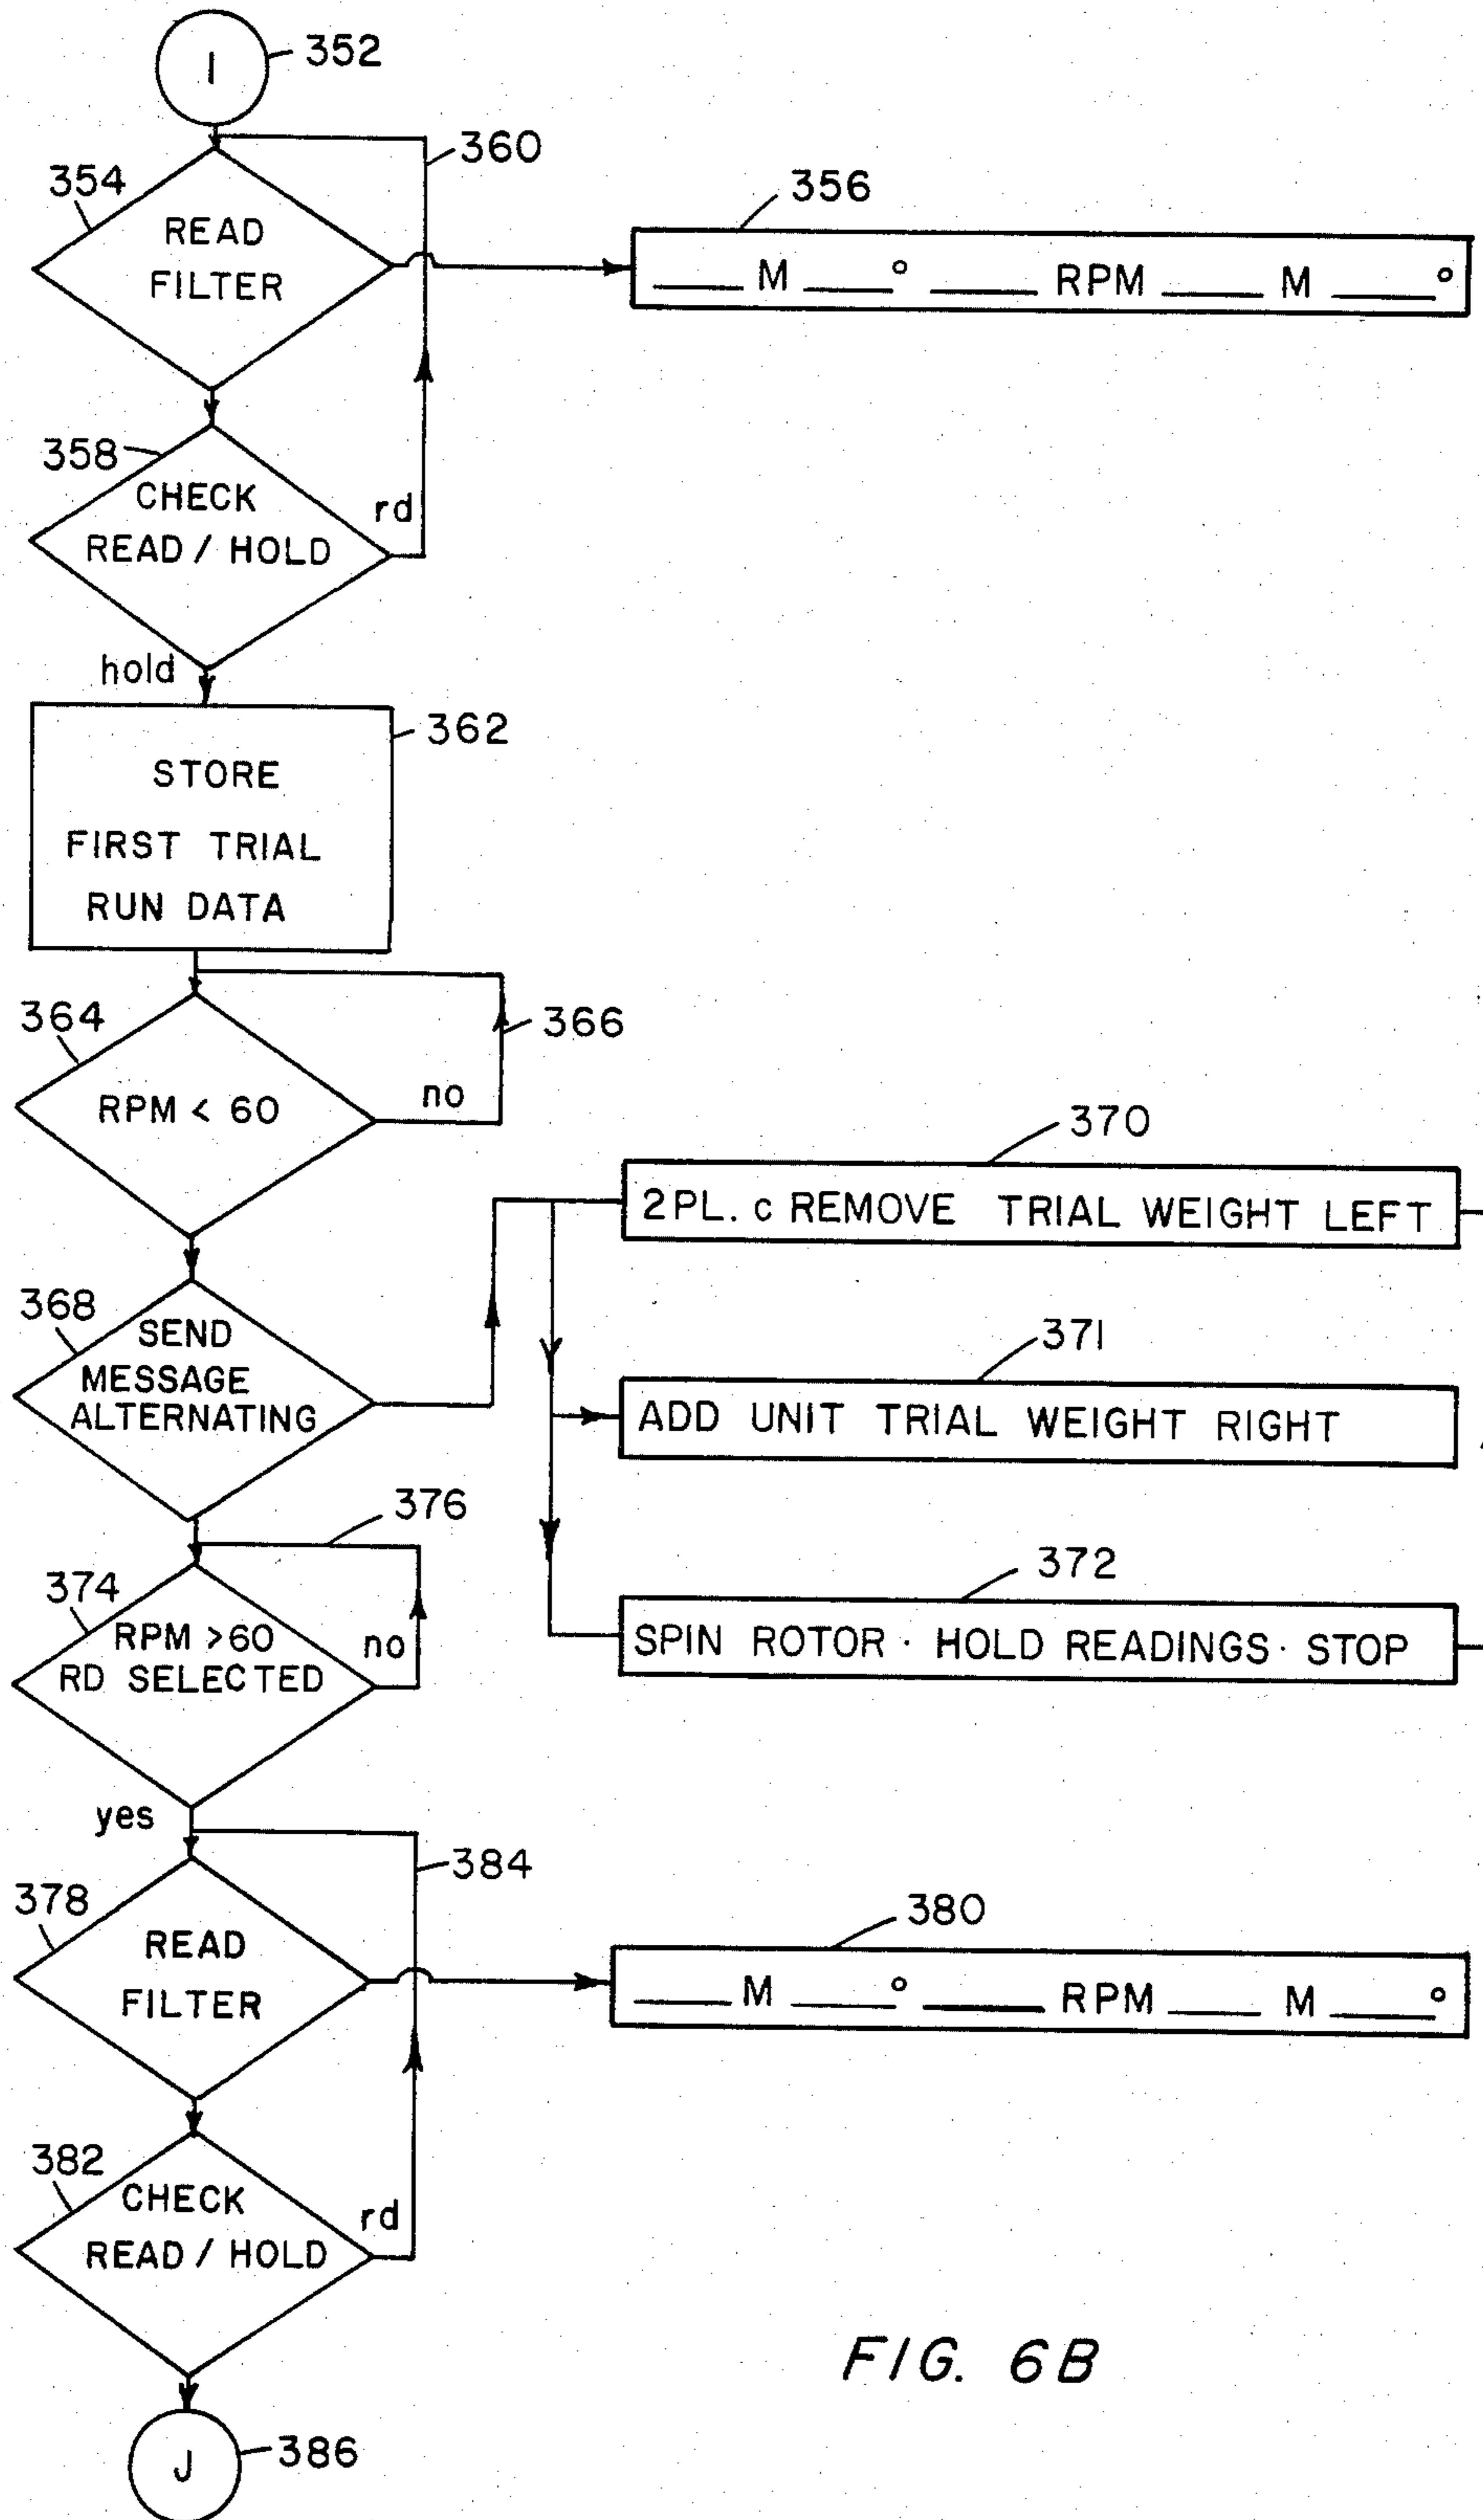 I
352
360
354
READ
FILTER
356
___ M ___° ___ RPM ___ M ___°
358
CHECK
READ / HOLD
rd
hold
362
STORE
FIRST TRIAL
RUN DATA
364
366
RPM < 60
no
370
2PL. c REMOVE TRIAL WEIGHT LEFT
368
SEND
MESSAGE
ALTERNATING
371
ADD UNIT TRIAL WEIGHT RIGHT
376
372
374
RPM >60
RD SELECTED
no
SPIN ROTOR · HOLD READINGS · STOP
yes
384
378
READ
FILTER
380
___ M ___° ___ RPM ___ M ___°
382
CHECK
READ / HOLD
rd
FIG. 6B
J
386